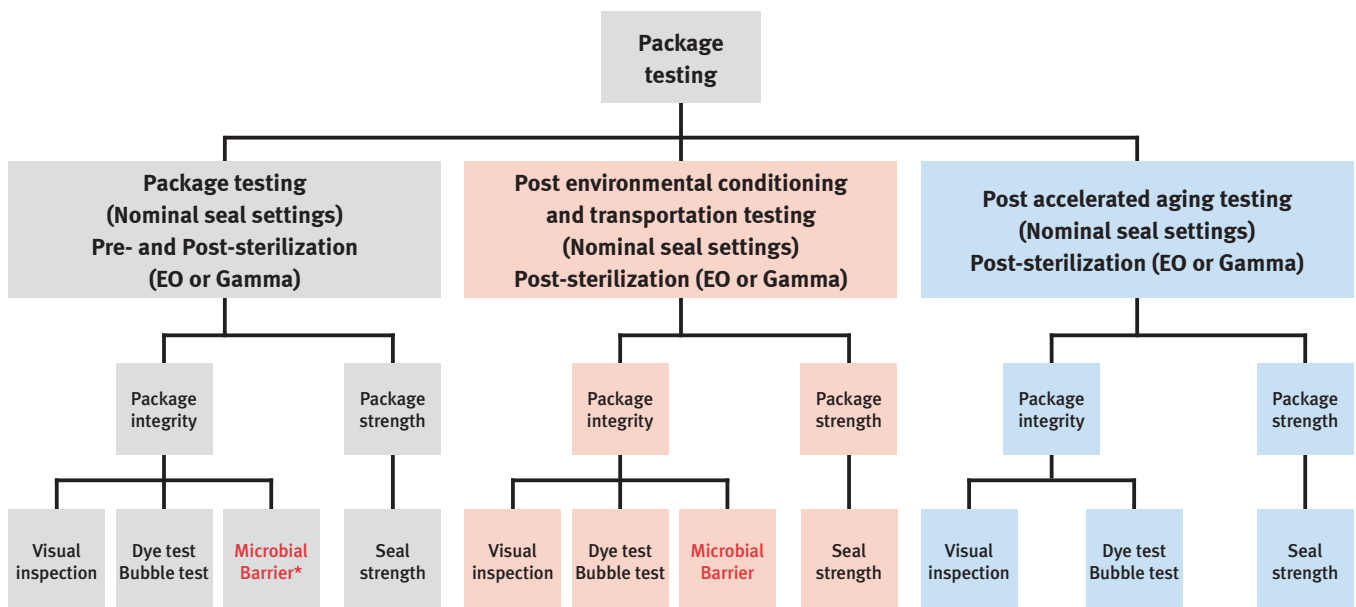 Package
testing
Package testing
(Nominal seal settings)
Pre- and Post-sterilization
(EO or Gamma)
Post environmental conditioning
and transportation testing
(Nominal seal settings)
Post-sterilization (EO or Gamma)
Post accelerated aging testing
(Nominal seal settings)
Post-sterilization (EO or Gamma)
Package
integrity
Package
strength
Package
integrity
Package
strength
Package
integrity
Package
strength
Visual
inspection
Dye test
Bubble test
Microbial
Barrier*
Seal
strength
Visual
inspection
Dye test
Bubble test
Microbial
Barrier
Seal
strength
Visual
inspection
Dye test
Bubble test
Seal
strength